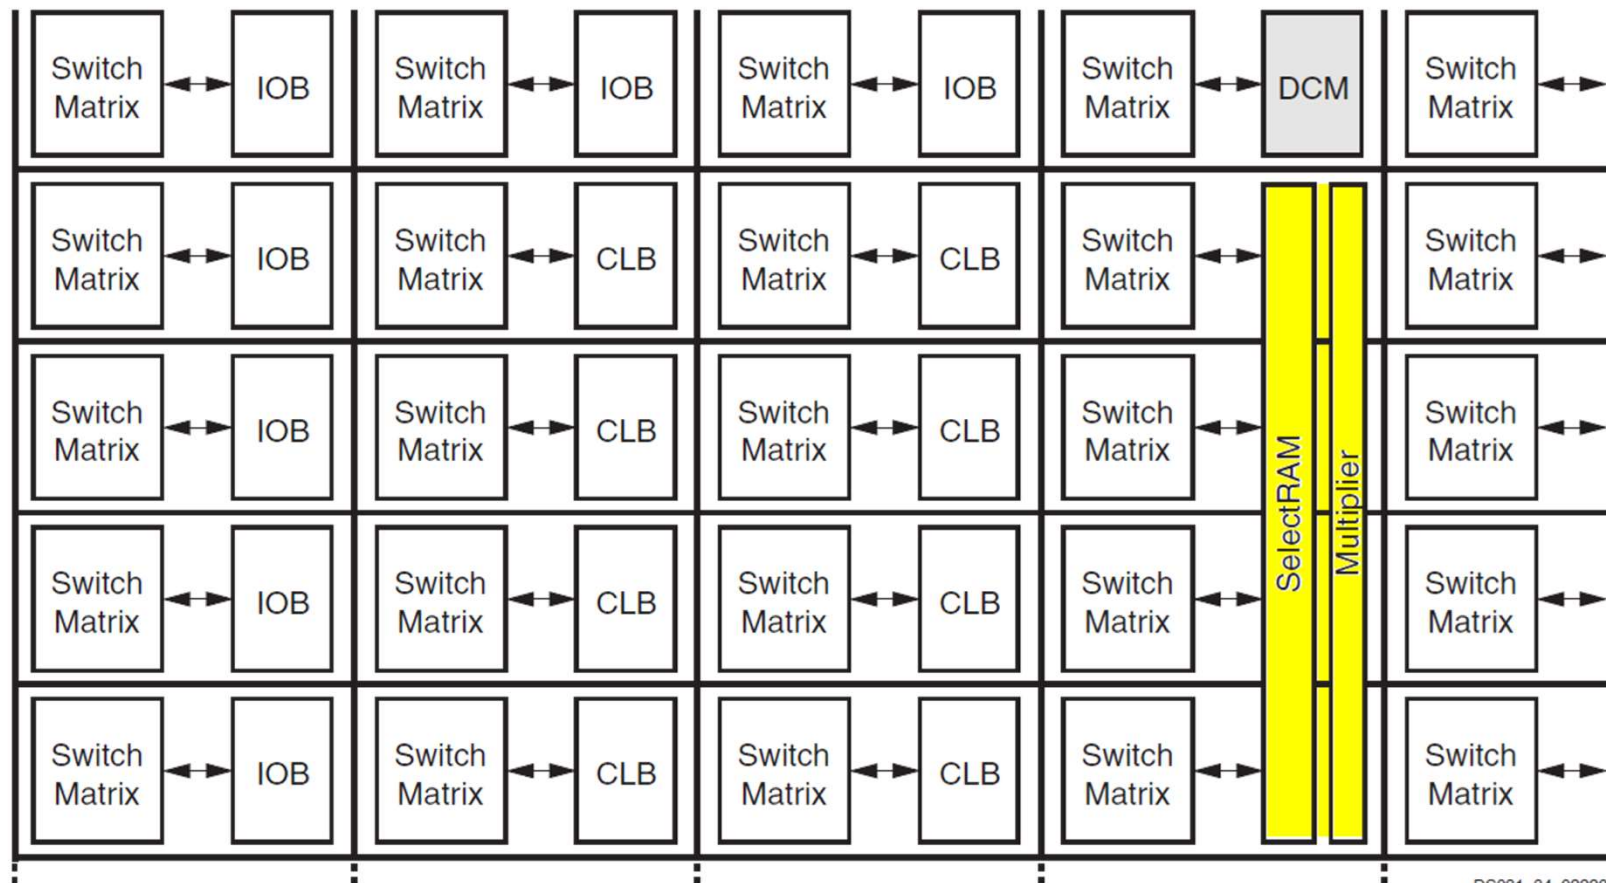 Switch Matrix IOB Switch Matrix IOB Switch Matrix IOB Switch Matrix DCM Switch Matrix
Switch Matrix IOB Switch Matrix CLB Switch Matrix CLB Switch Matrix Switch Matrix
Switch Matrix IOB Switch Matrix CLB Switch Matrix CLB Switch Matrix Switch Matrix
SelectRAM
Multiplier
Switch Matrix IOB Switch Matrix CLB Switch Matrix CLB Switch Matrix Switch Matrix
Switch Matrix IOB Switch Matrix CLB Switch Matrix CLB Switch Matrix Switch Matrix